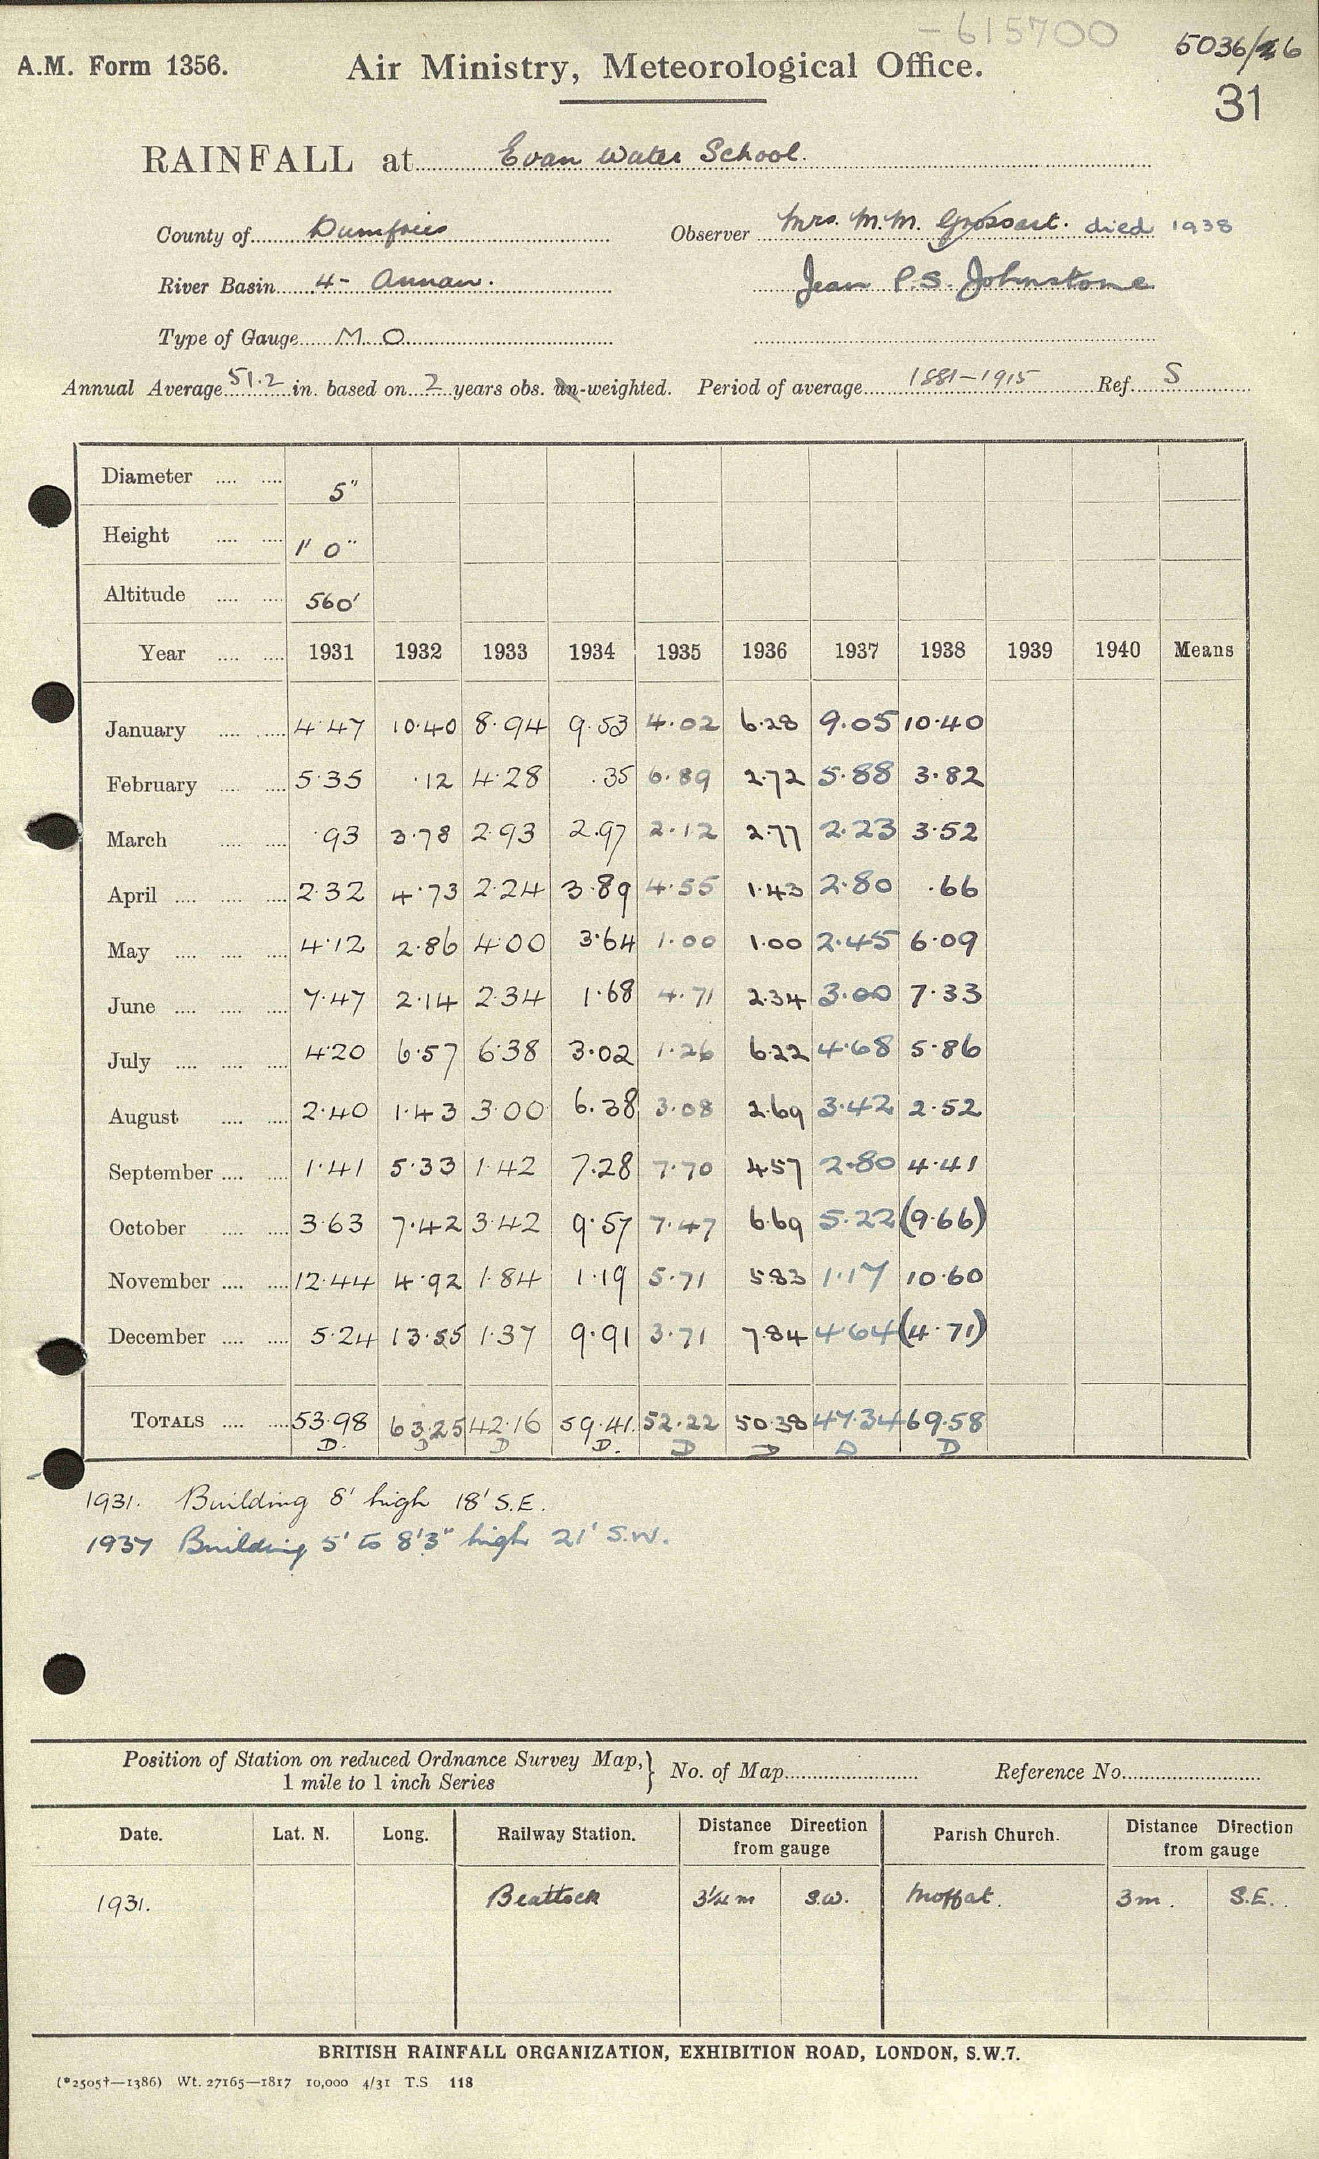 - 615700
5036/26
A.M. Form 1356. Air Ministry, Meteorological Office.
31
RAINFALL at Evan Water School.
County of Dumfries Observer Mrs. M.M. Grossart. died 1938
River Basin 4 - Annan. Jean P.S. Johnstone
Type of Gauge M O
Annual Average 51.2 in. based on 2 years obs. un-weighted. Period of average 1881-1915 Ref. S
Diameter 5"
Height 1' 0"
Altitude 560'
Year 1931 1932 1933 1934 1935 1936 1937 1938 1939 1940 Means
January 4.47 10.40 8.94 9.53 4.02 6.28 9.05 10.40
February 5.35 .12 4.28 .35 6.89 2.72 5.88 3.82
March .93 3.78 2.93 2.97 2.12 2.77 2.23 3.52
April 2.32 4.73 2.24 3.89 4.55 1.43 2.80 .66
May 4.12 2.86 4.00 3.64 1.00 1.00 2.45 6.09
June 7.47 2.14 2.34 1.68 4.71 2.34 3.00 7.33
July 4.20 6.57 6.38 3.02 1.26 6.22 4.68 5.86
August 2.40 1.43 3.00 6.38 3.08 2.69 3.42 2.52
September 1.41 5.33 1.42 7.28 7.70 4.57 2.80 4.41
October 3.63 7.42 3.42 9.57 7.47 6.69 5.22 (9.66)
November 12.44 4.92 1.84 1.19 5.71 5.83 1.17 10.60
December 5.24 13.55 1.37 9.91 3.71 7.84 4.64 (4.71)
TOTALS 53.98 63.25 42.16 59.41 52.22 50.38 47.34 69.58
D. D D D. D D D D
1931. Building 8' high 18' S.E.
1937 Building 5' to 8'3" high 21' S.W.
Position of Station on reduced Ordnance Survey Map, } No. of Map Reference No.
1 mile to 1 inch Series
Date. Lat. N. Long. Railway Station. Distance Direction from gauge Parish Church. Distance Direction from gauge
1931. Beattock 3¼ m S.W. Moffat. 3 m. S.E.
BRITISH RAINFALL ORGANIZATION, EXHIBITION ROAD, LONDON, S.W.7.
(*2505†—1386) Wt. 27165—1817 10,000 4/31 T.S 118